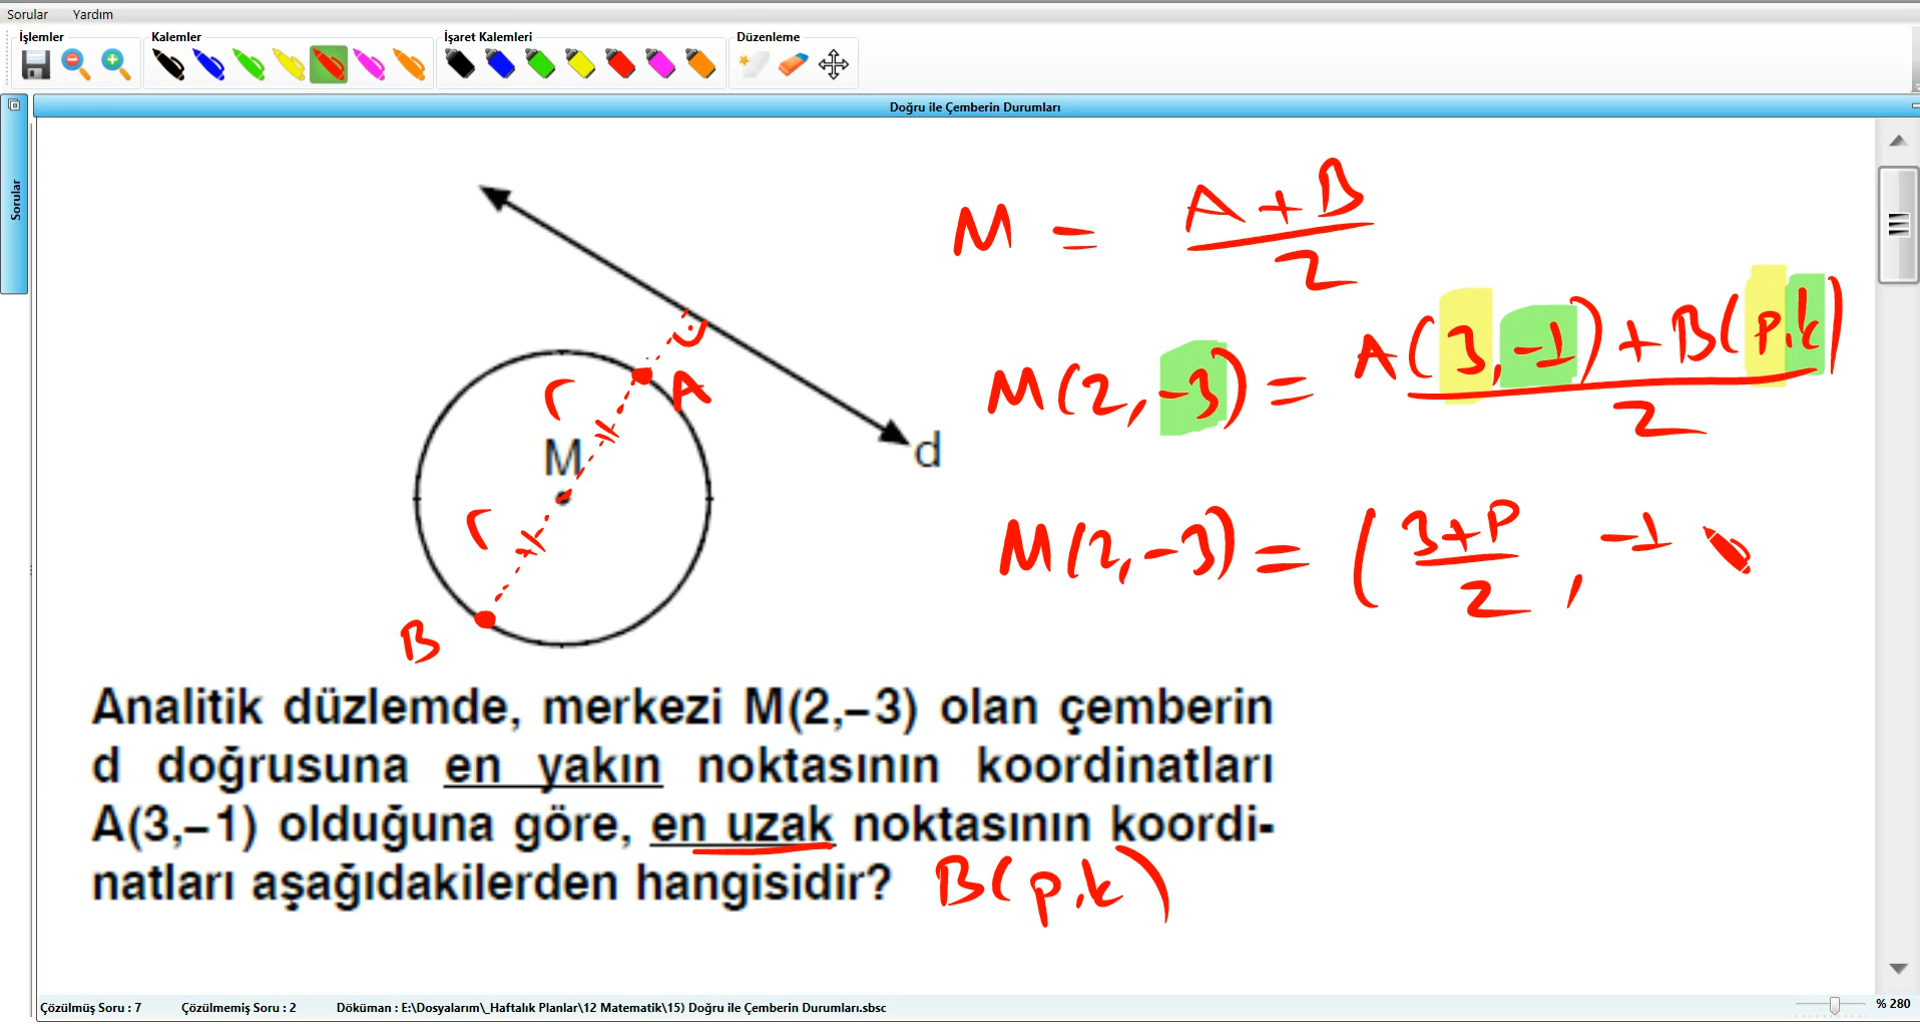 Sorular Yardım
İşlemler Kalemler İşaret Kalemleri Düzenleme
Doğru ile Çemberin Durumları
Sorular
M = A + B / 2
M(2, -3) = A(3, -1) + B(p, k) / 2
M(2, -3) = ( 3+P / 2 , -1
r
A
M
d
r
B
Analitik düzlemde, merkezi M(2,–3) olan çemberin
d doğrusuna en yakın noktasının koordinatları
A(3,–1) olduğuna göre, en uzak noktasının koordi-
natları aşağıdakilerden hangisidir? B(p,k)
Çözülmüş Soru : 7 Çözülmemiş Soru : 2 Döküman : E:\Dosyalarım\_Haftalık Planlar\12 Matematik\15) Doğru ile Çemberin Durumları.sbsc % 280